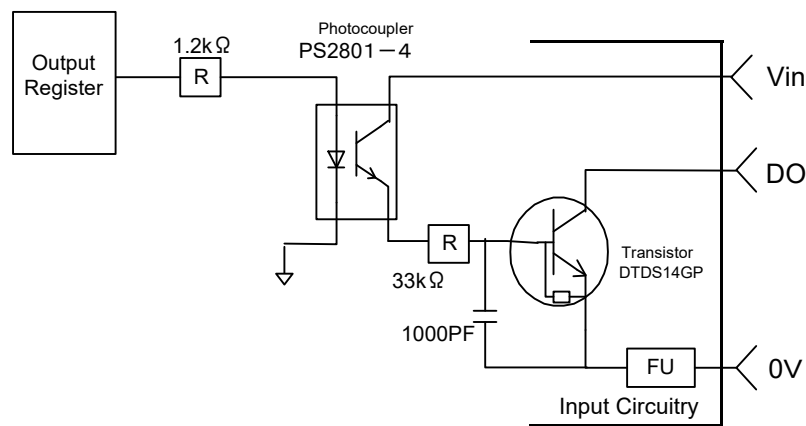 Output
Register
1.2kΩ
R
Photocoupler
PS2801－4
Vin
DO
R
33kΩ
Transistor
DTDS14GP
1000PF
FU
0V
Input Circuitry